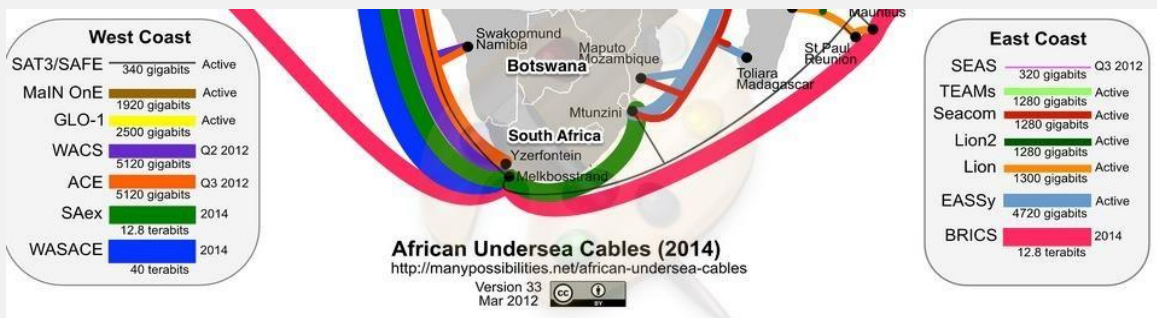 West Coast
SAT3/SAFE
340 gigabits
Active
MaIN OnE
1920 gigabits
Active
GLO-1
2500 gigabits
Active
WACS
5120 gigabits
Q2 2012
ACE
5120 gigabits
Q3 2012
SAex
12.8 terabits
2014
WASACE
40 terabits
2014
Swakopmund
Namibia
Botswana
Maputo
Mozambique
Mtunzini
South Africa
Yzerfontein
Melkbosstrand
Mauritius
St Paul
Reunion
Toliara
Madagascar
African Undersea Cables (2014)
http://manypossibilities.net/african-undersea-cables
Version 33
Mar 2012
cc
BY
East Coast
SEAS
320 gigabits
Q3 2012
TEAMs
1280 gigabits
Active
Seacom
1280 gigabits
Active
Lion2
1280 gigabits
Active
Lion
1300 gigabits
Active
EASSy
4720 gigabits
Active
BRICS
12.8 terabits
2014